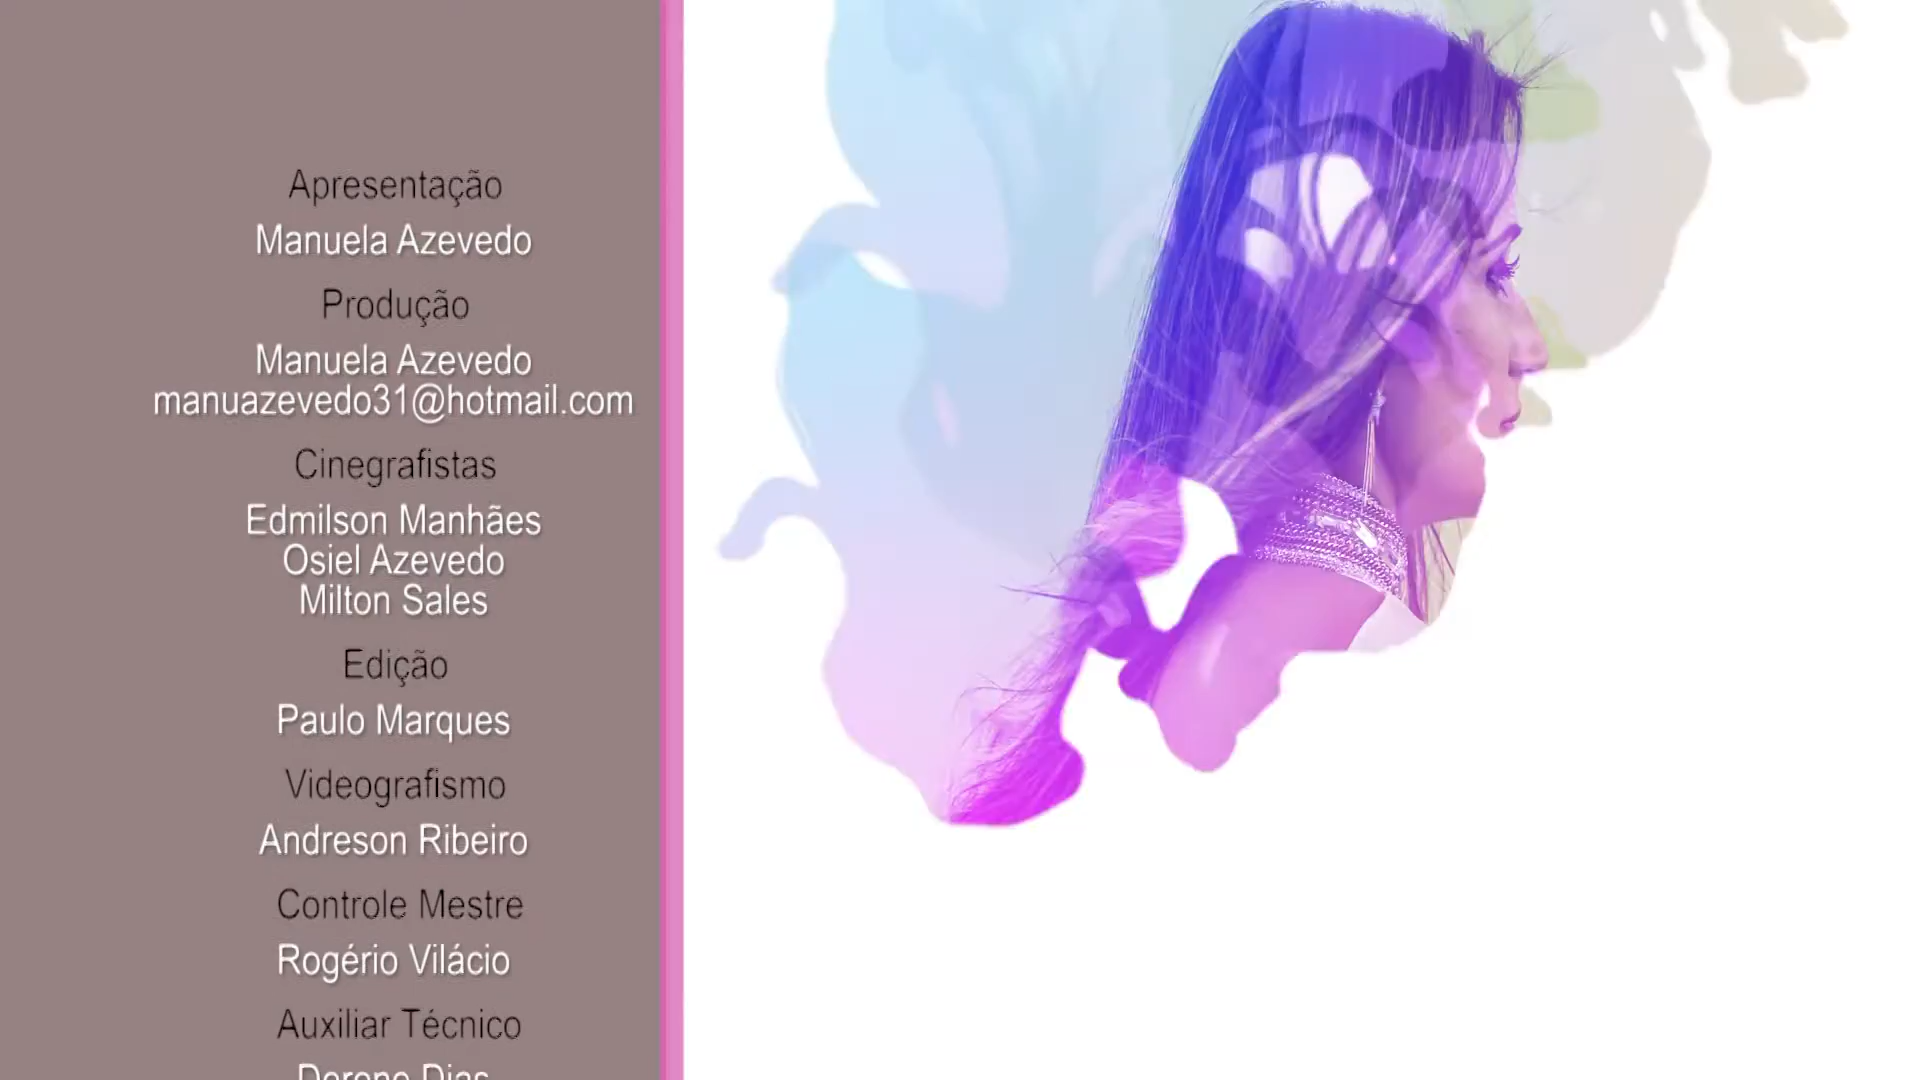 Apresentação
Manuela Azevedo
Produção
Manuela Azevedo
manuazevedo31@hotmail.com
Cinegrafistas
Edmilson Manhães
Osiel Azevedo
Milton Sales
Edição
Paulo Marques
Videografismo
Andreson Ribeiro
Controle Mestre
Rogério Vilácio
Auxiliar Técnico
Dias